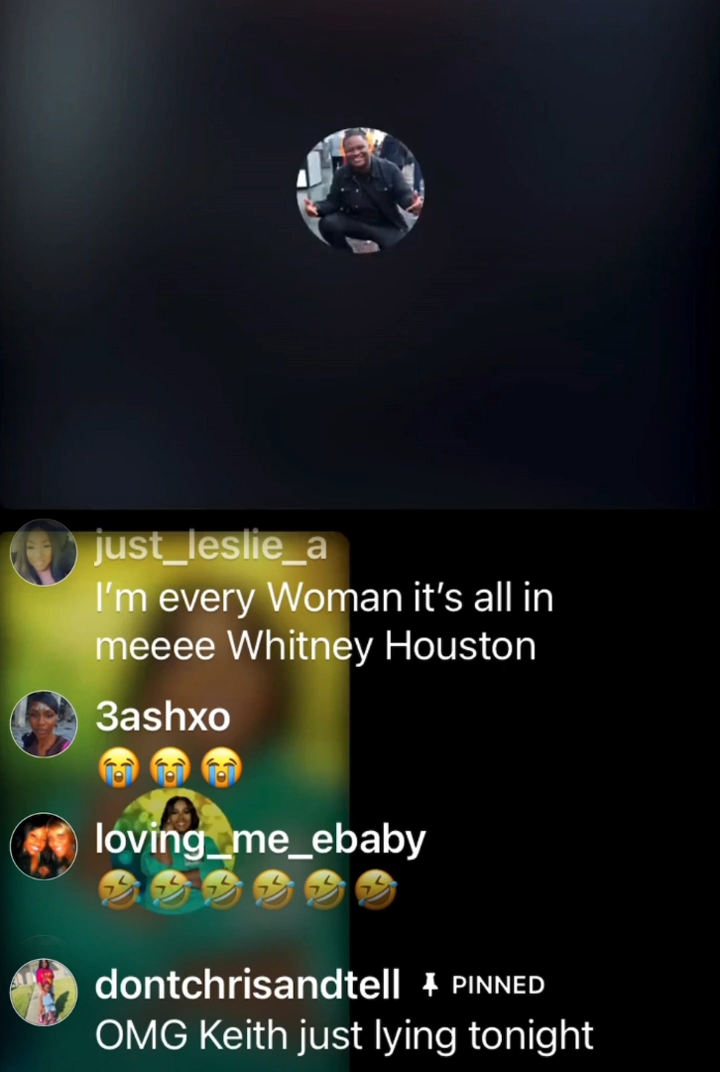 just_leslie_a
I’m every Woman it’s all in
meeee Whitney Houston
3ashxo
😭😭😭
loving_me_ebaby
🤣🤣🤣🤣🤣🤣
dontchrisandtell 📌 PINNED
OMG Keith just lying tonight